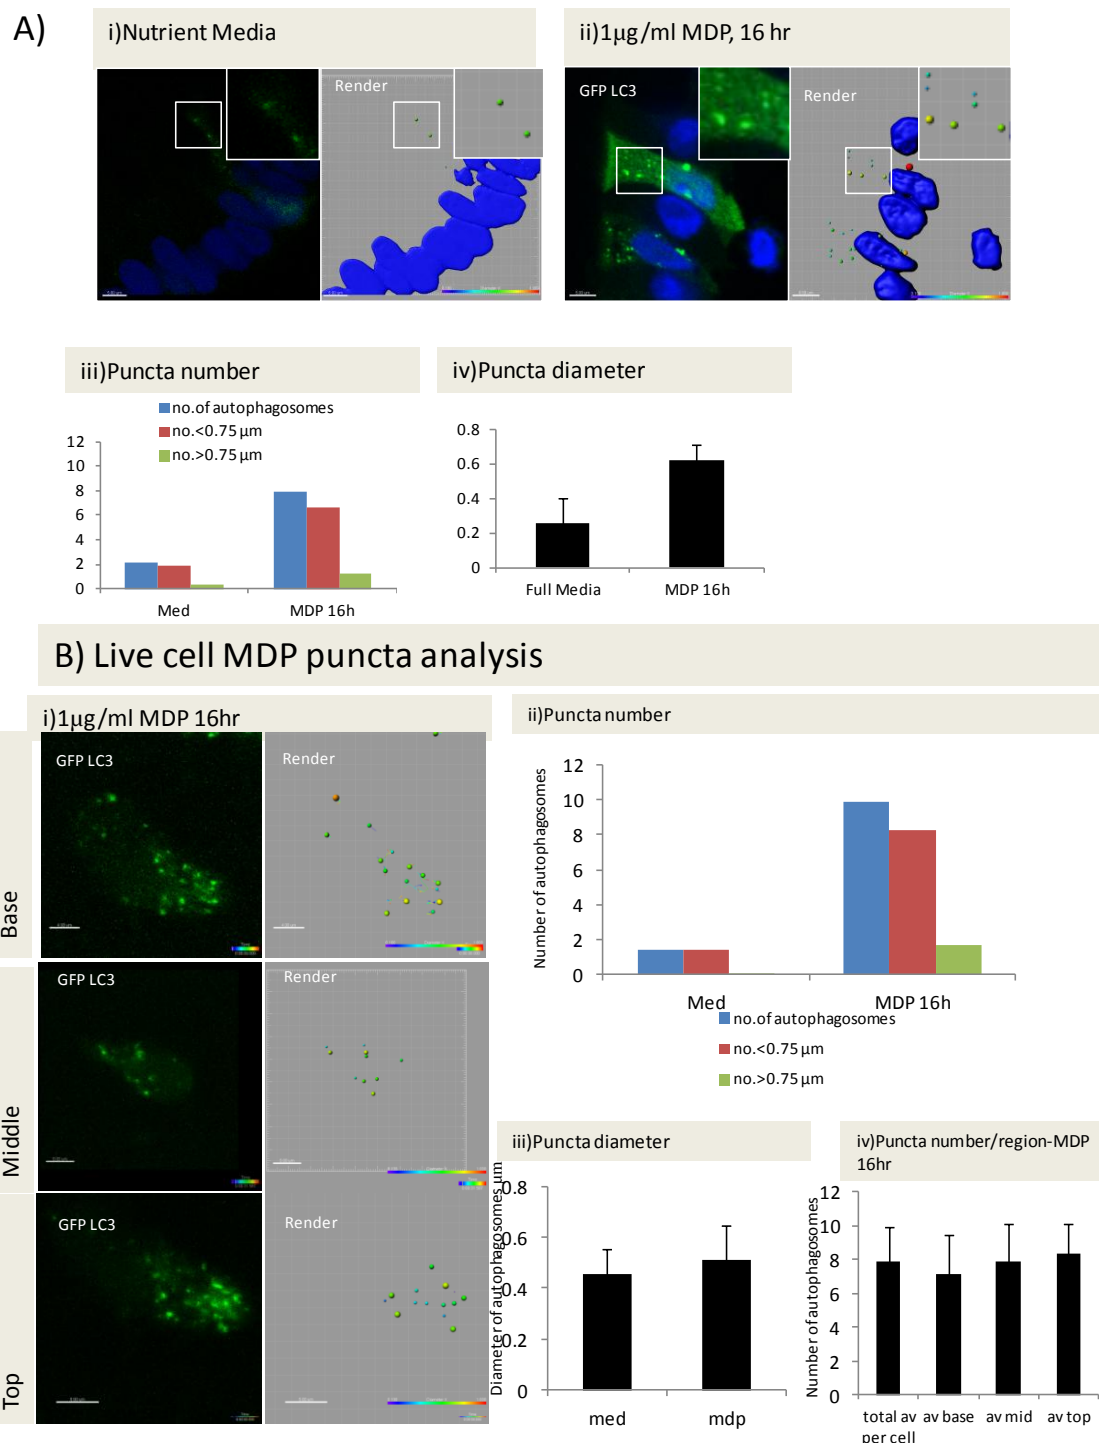 A)
i)Nutrient Media
ii)1µg/ml MDP, 16 hr
Render
GFP LC3
Render
iii)Puncta number
iv)Puncta diameter
no.of autophagosomes
no.<0.75 µm
no.>0.75 µm
12
10
8
6
4
2
0
Med
MDP 16h
0.8
0.6
0.4
0.2
0
Full Media
MDP 16h
B) Live cell MDP puncta analysis
i)1µg/ml MDP 16hr
ii)Puncta number
Base
GFP LC3
Render
Middle
GFP LC3
Render
Top
GFP LC3
Render
Number of autophagosomes
12
10
8
6
4
2
0
Med
MDP 16h
no.of autophagosomes
no.<0.75 µm
no.>0.75 µm
iii)Puncta diameter
Diameter of autophagosomes µm
0.8
0.6
0.4
0.2
0
med
mdp
iv)Puncta number/region-MDP
16hr
Number of autophagosomes
12
10
8
6
4
2
0
total av
per cell
av base
av mid
av top